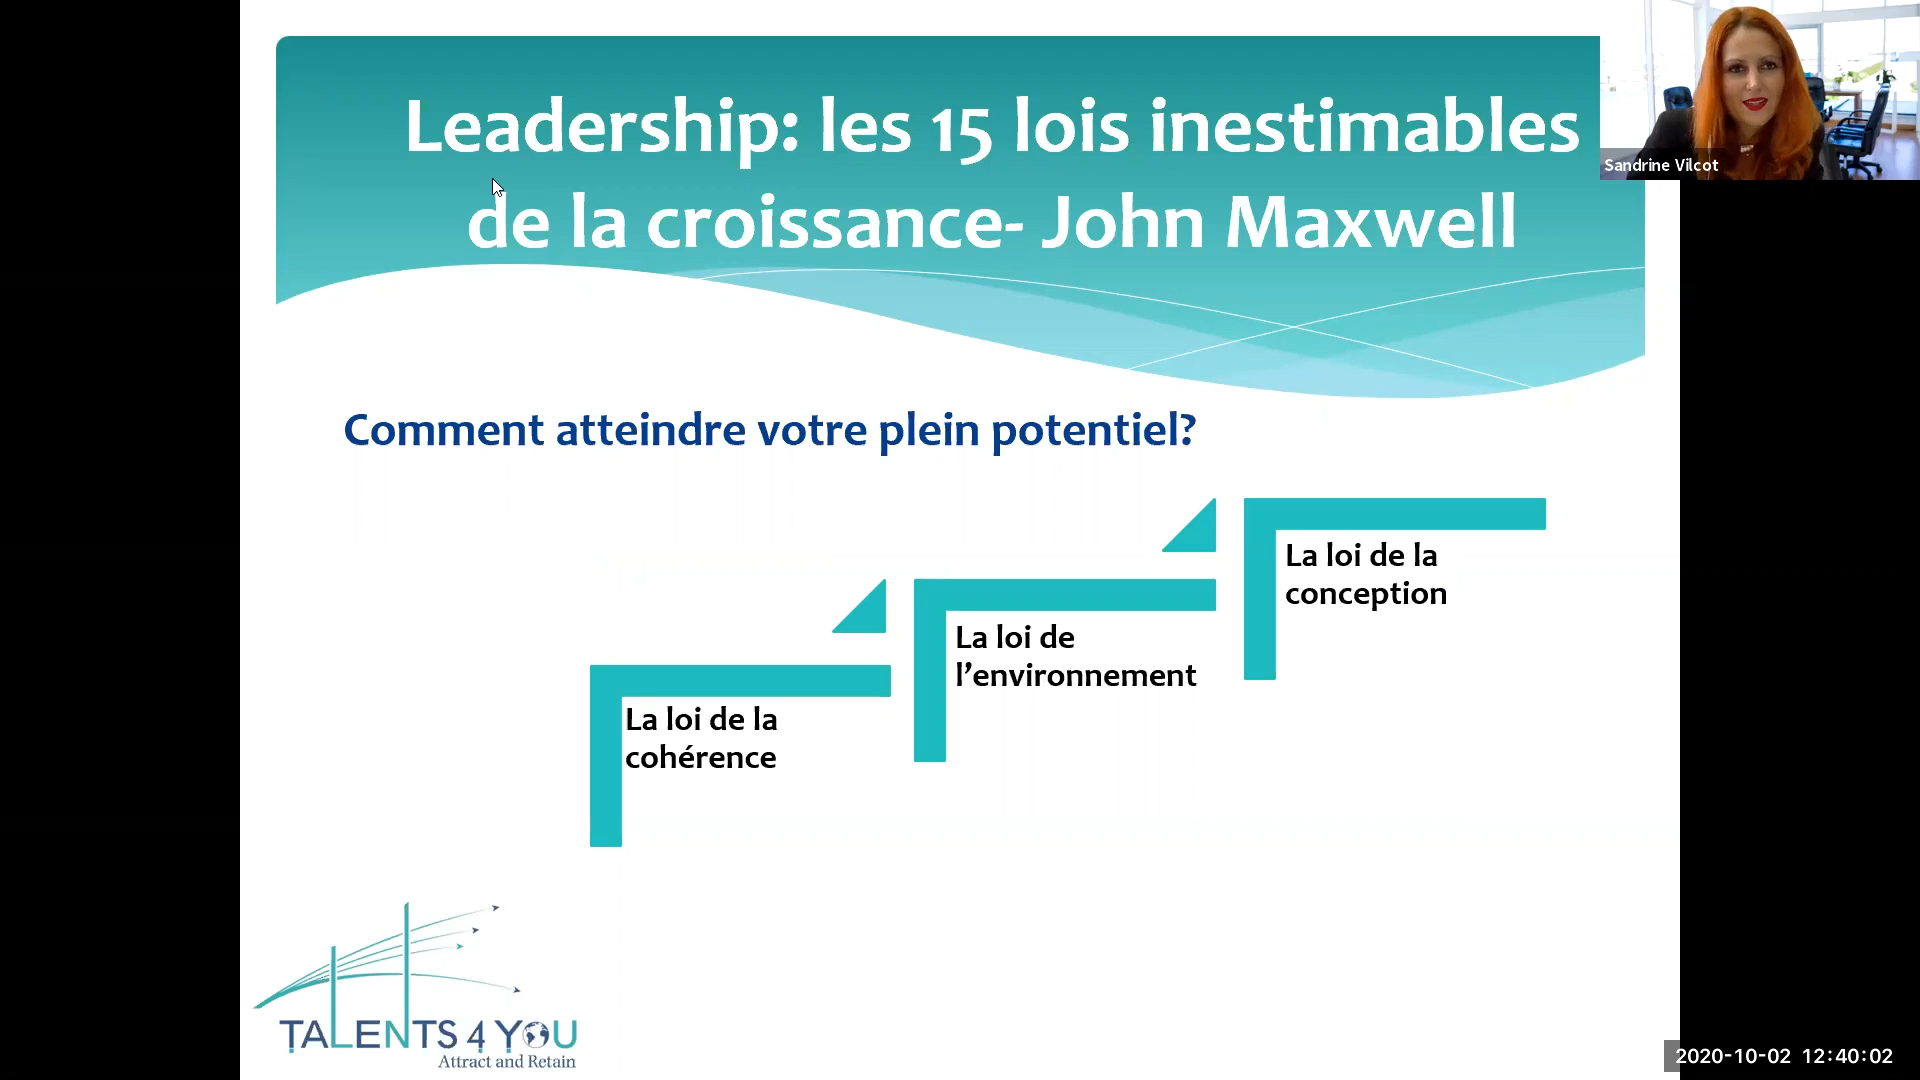 Leadership: les 15 lois inestimables
de la croissance- John Maxwell
Sandrine Vilcot
Comment atteindre votre plein potentiel?
La loi de la
conception
La loi de
l’environnement
La loi de la
cohérence
TALENTS 4 YOU
Attract and Retain
2020-10-02 12:40:02